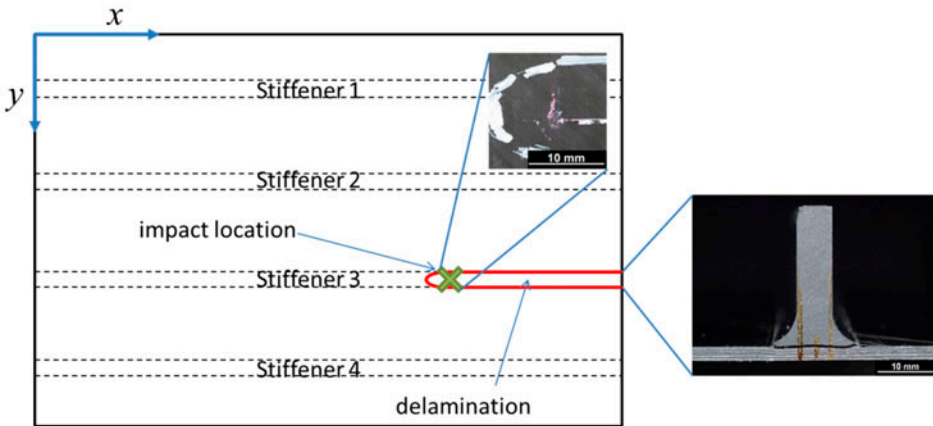 x
y
Stiffener 1
10 mm
Stiffener 2
impact location
Stiffener 3
10 mm
Stiffener 4
delamination